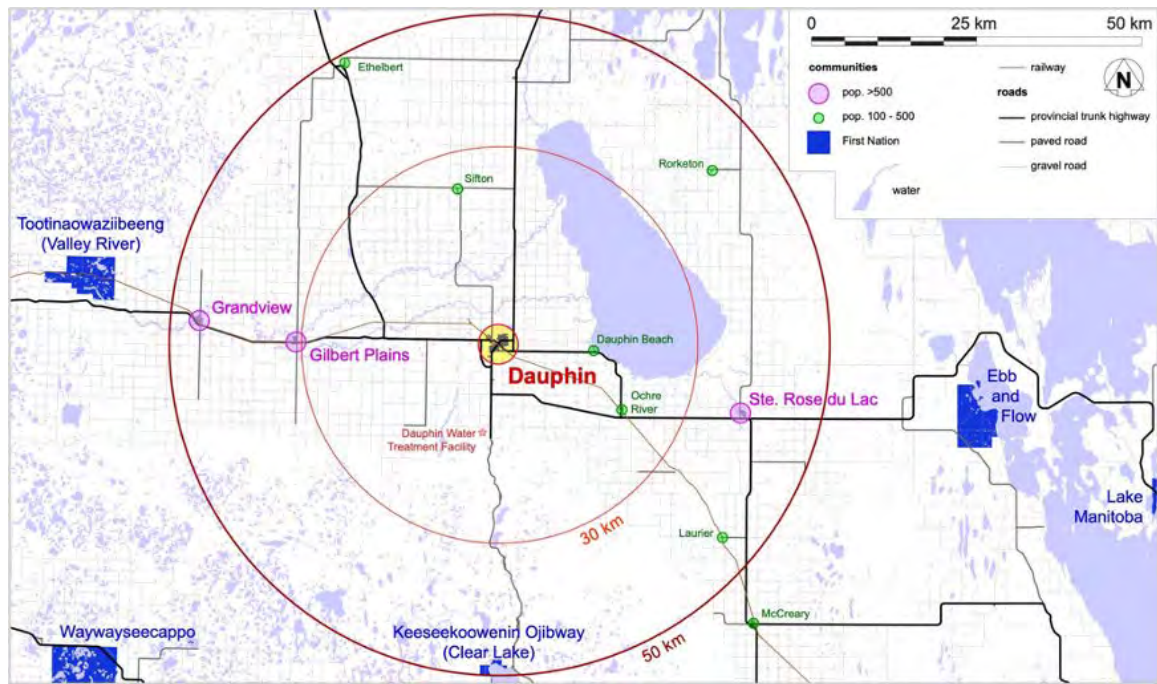 0 25 km 50 km
communities
pop. >500
pop. 100 - 500
First Nation
water
railway
roads
provincial trunk highway
paved road
gravel road
N
Ethelbert
Sifton
Rorketon
Tootinaowaziibeeng
(Valley River)
Grandview
Gilbert Plains
Dauphin
Dauphin Beach
Ochre
River
Ste. Rose du Lac
Ebb
and
Flow
Dauphin Water
Treatment Facility
Lake
Manitoba
30 km
Laurier
McCreary
Waywayseecappo
Keeseekoowenin Ojibway
(Clear Lake)
50 km